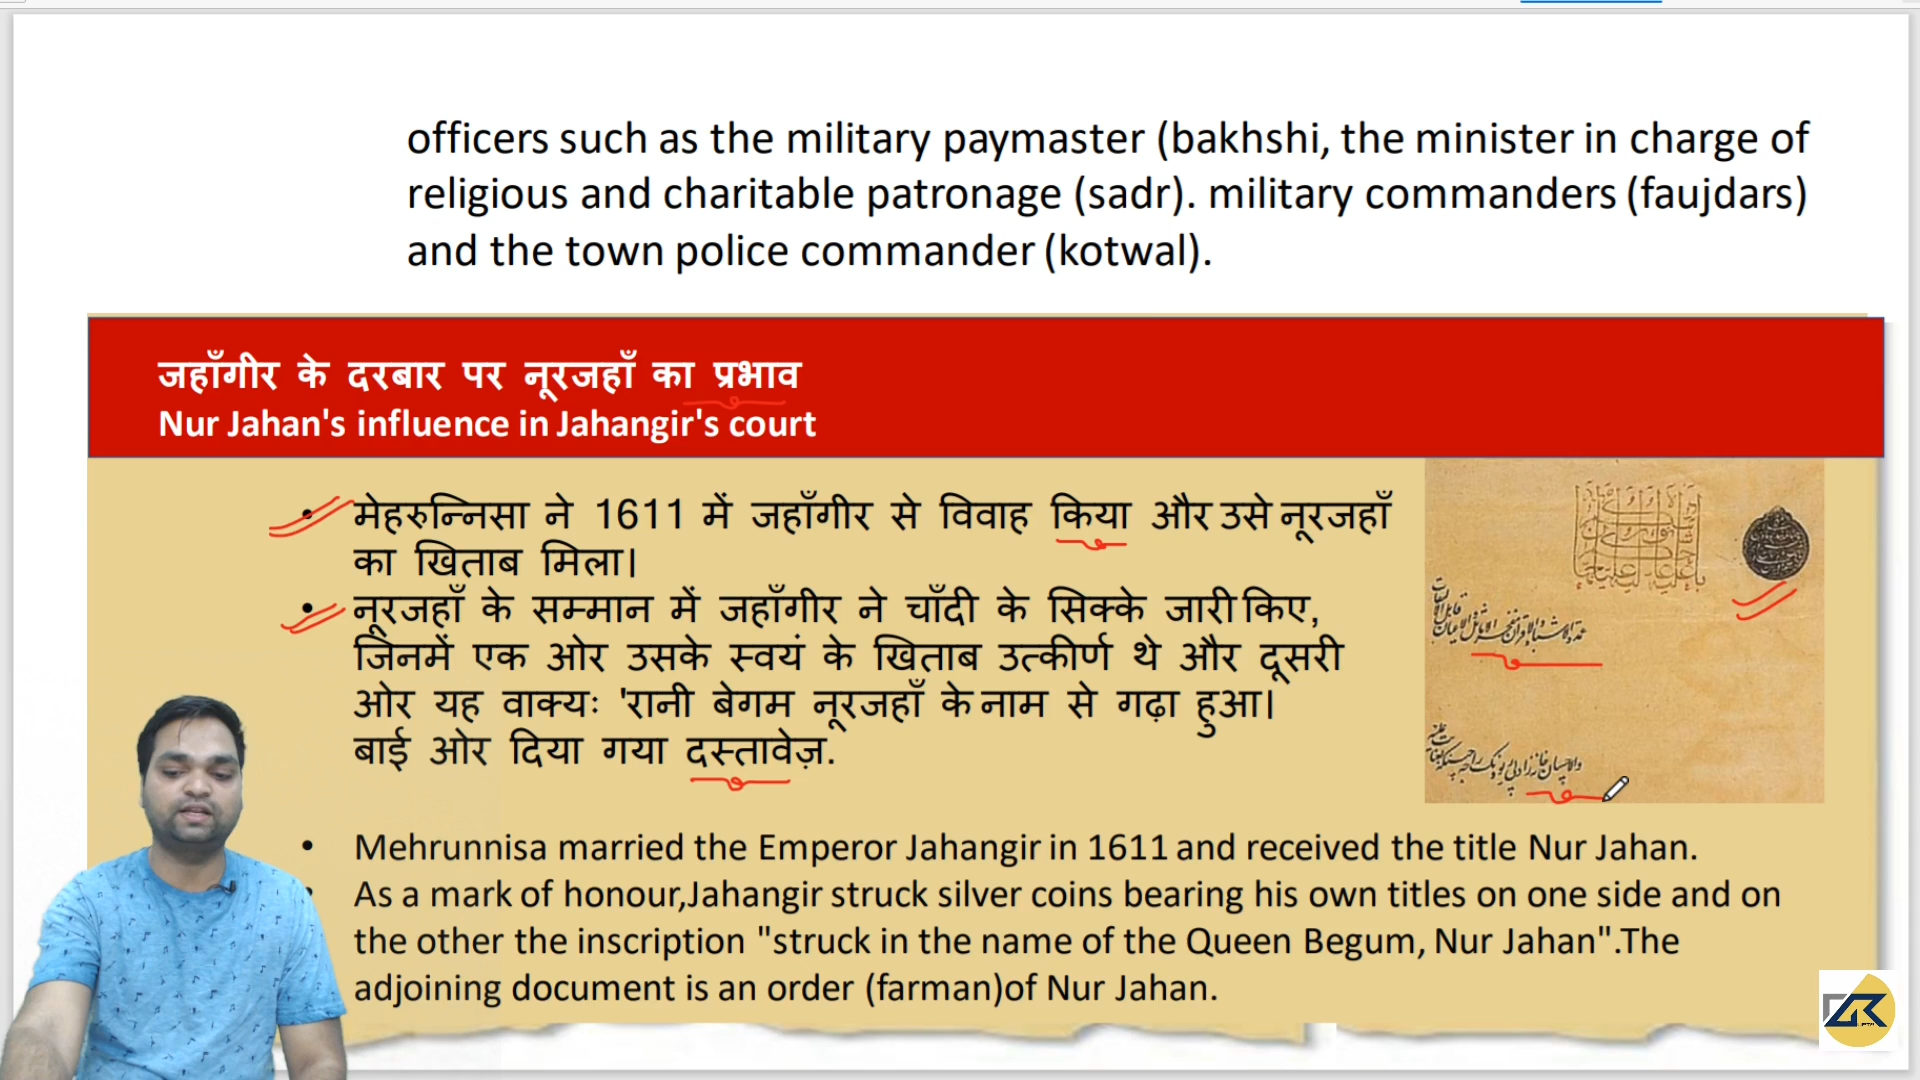 officers such as the military paymaster (bakhshi, the minister in charge of
religious and charitable patronage (sadr). military commanders (faujdars)
and the town police commander (kotwal).
जहाँगीर के दरबार पर नूरजहाँ का प्रभाव
Nur Jahan's influence in Jahangir's court
• मेहरुन्निसा ने 1611 में जहाँगीर से विवाह किया और उसे नूरजहाँ
का खिताब मिला।
• नूरजहाँ के सम्मान में जहाँगीर ने चाँदी के सिक्के जारी किए,
जिनमें एक ओर उसके स्वयं के खिताब उत्कीर्ण थे और दूसरी
ओर यह वाक्यः 'रानी बेगम नूरजहाँ के नाम से गढ़ा हुआ।
बाई ओर दिया गया दस्तावेज़.
• Mehrunnisa married the Emperor Jahangir in 1611 and received the title Nur Jahan.
As a mark of honour,Jahangir struck silver coins bearing his own titles on one side and on
the other the inscription "struck in the name of the Queen Begum, Nur Jahan".The
adjoining document is an order (farman)of Nur Jahan.